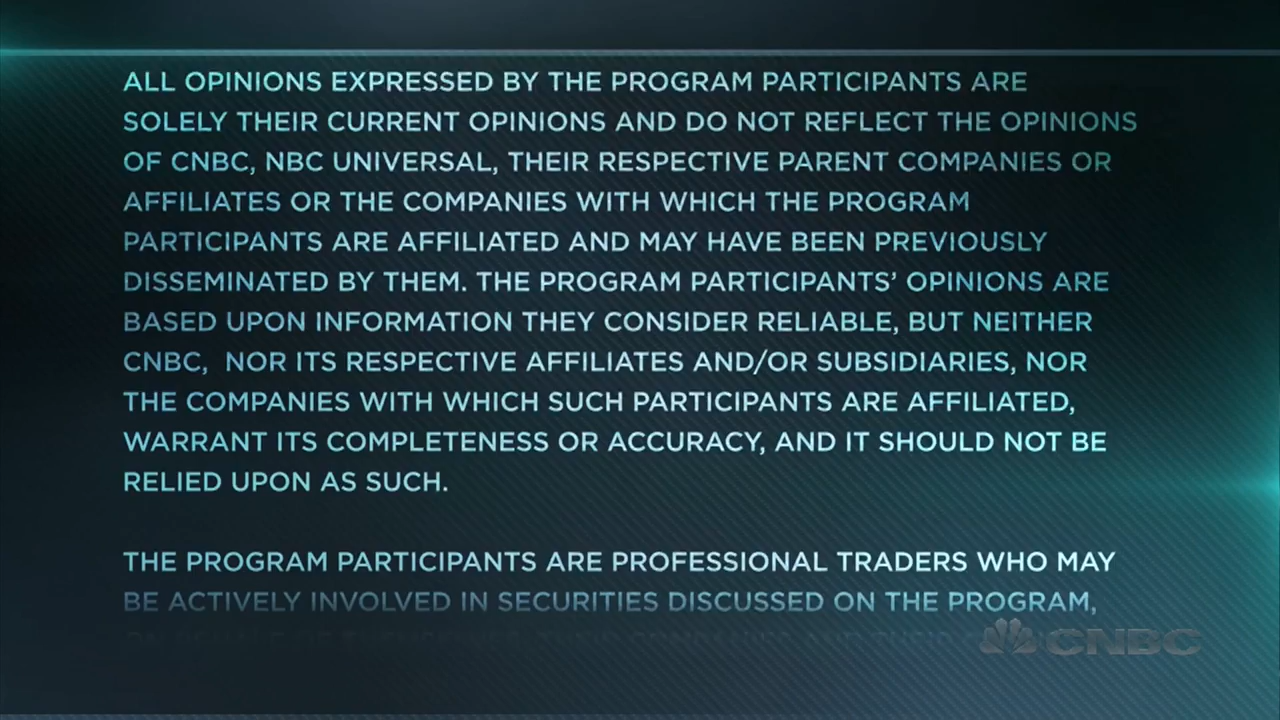 ALL OPINIONS EXPRESSED BY THE PROGRAM PARTICIPANTS ARE
SOLELY THEIR CURRENT OPINIONS AND DO NOT REFLECT THE OPINIONS
OF CNBC, NBC UNIVERSAL, THEIR RESPECTIVE PARENT COMPANIES OR
AFFILIATES OR THE COMPANIES WITH WHICH THE PROGRAM
PARTICIPANTS ARE AFFILIATED AND MAY HAVE BEEN PREVIOUSLY
DISSEMINATED BY THEM. THE PROGRAM PARTICIPANTS’ OPINIONS ARE
BASED UPON INFORMATION THEY CONSIDER RELIABLE, BUT NEITHER
CNBC,  NOR ITS RESPECTIVE AFFILIATES AND/OR SUBSIDIARIES, NOR
THE COMPANIES WITH WHICH SUCH PARTICIPANTS ARE AFFILIATED,
WARRANT ITS COMPLETENESS OR ACCURACY, AND IT SHOULD NOT BE
RELIED UPON AS SUCH.
THE PROGRAM PARTICIPANTS ARE PROFESSIONAL TRADERS WHO MAY
BE ACTIVELY INVOLVED IN SECURITIES DISCUSSED ON THE PROGRAM,
CNBC